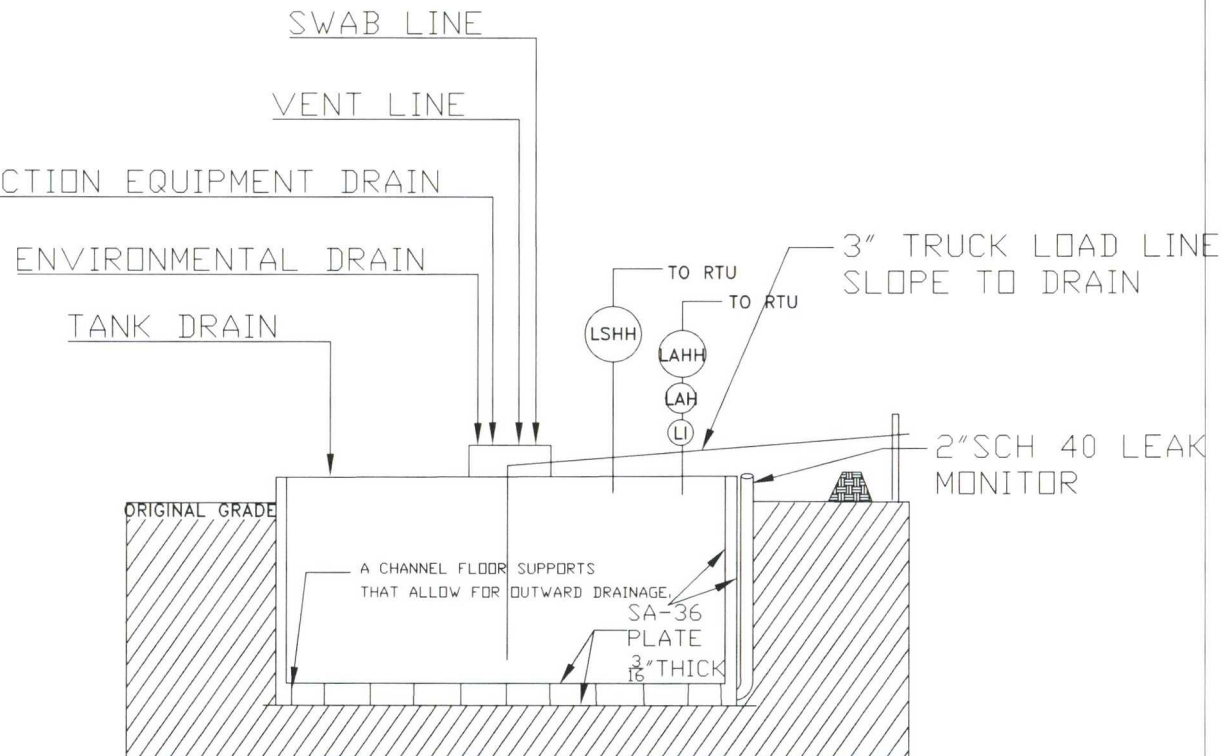 SWAB LINE
VENT LINE
CTION EQUIPMENT DRAIN
ENVIRONMENTAL DRAIN
TANK DRAIN
TO RTU
TO RTU
LSHH
LAHH
LAH
LI
3" TRUCK LOAD LINE
SLOPE TO DRAIN
2"SCH 40 LEAK
MONITOR
ORIGINAL GRADE
A CHANNEL FLOOR SUPPORTS
THAT ALLOW FOR OUTWARD DRAINAGE.
SA-36
PLATE
3/16"THICK